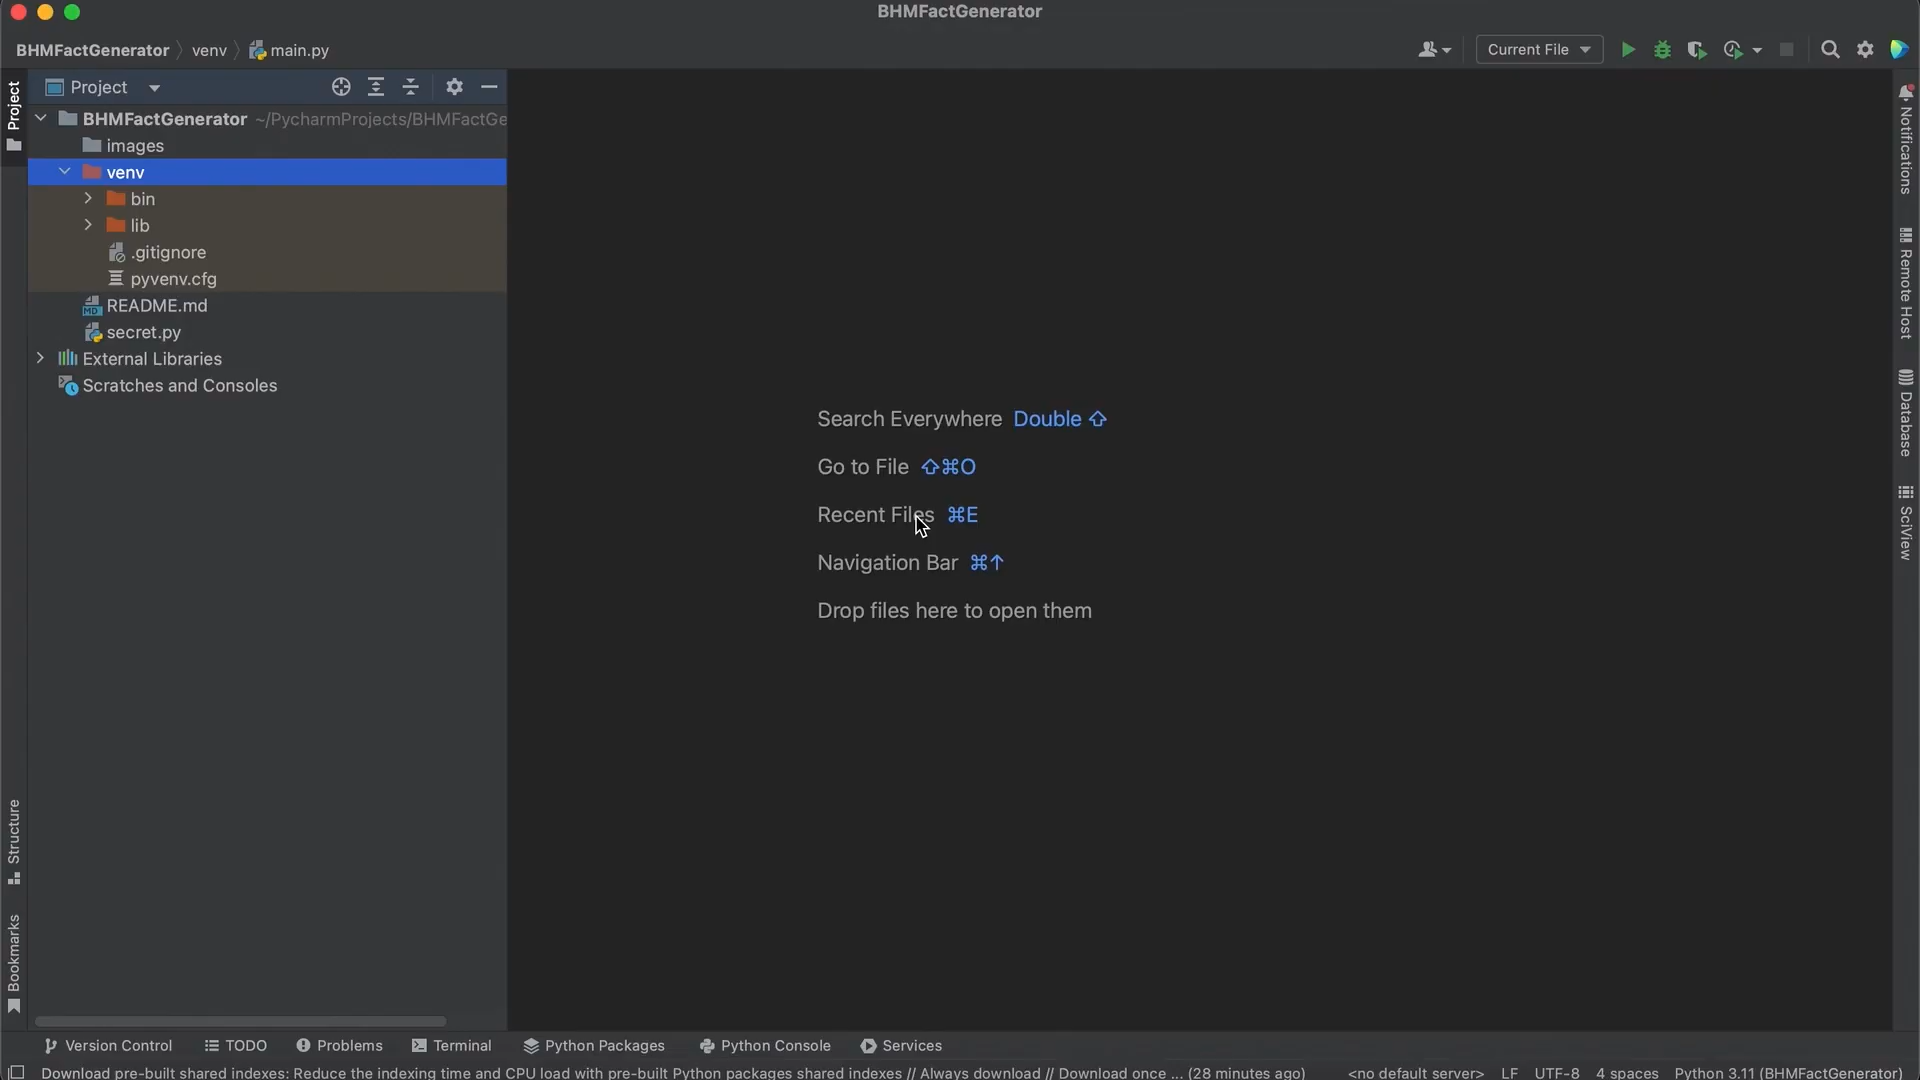 BHMFactGenerator
BHMFactGenerator
venv
main.py
Current File
Project
Project
BHMFactGenerator ~/PycharmProjects/BHMFactGe
images
venv
bin
lib
.gitignore
pyvenv.cfg
README.md
secret.py
External Libraries
Scratches and Consoles
Search Everywhere Double ⇧
Go to File ⇧⌘O
Recent Files ⌘E
Navigation Bar ⌘↑
Drop files here to open them
Notifications
Remote Host
Database
SciView
Structure
Bookmarks
Version Control
TODO
Problems
Terminal
Python Packages
Python Console
Services
Download pre-built shared indexes: Reduce the indexing time and CPU load with pre-built Python packages shared indexes // Always download // Download once ... (28 minutes ago)
<no default server> LF UTF-8 4 spaces Python 3.11 (BHMFactGenerator)